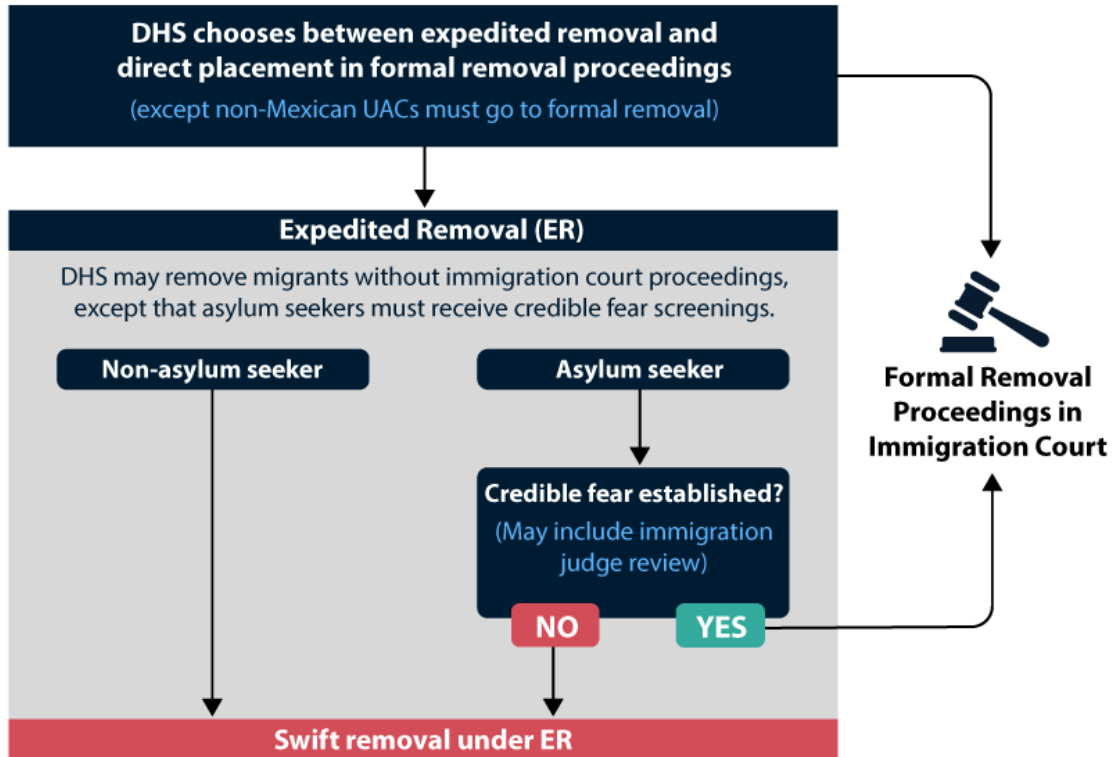 DHS chooses between expedited removal and
direct placement in formal removal proceedings
(except non-Mexican UACs must go to formal removal)
Expedited Removal (ER)
DHS may remove migrants without immigration court proceedings,
except that asylum seekers must receive credible fear screenings.
Non-asylum seeker
Asylum seeker
Credible fear established?
(May include immigration
judge review)
NO
YES
Swift removal under ER
Formal Removal
Proceedings in
Immigration Court